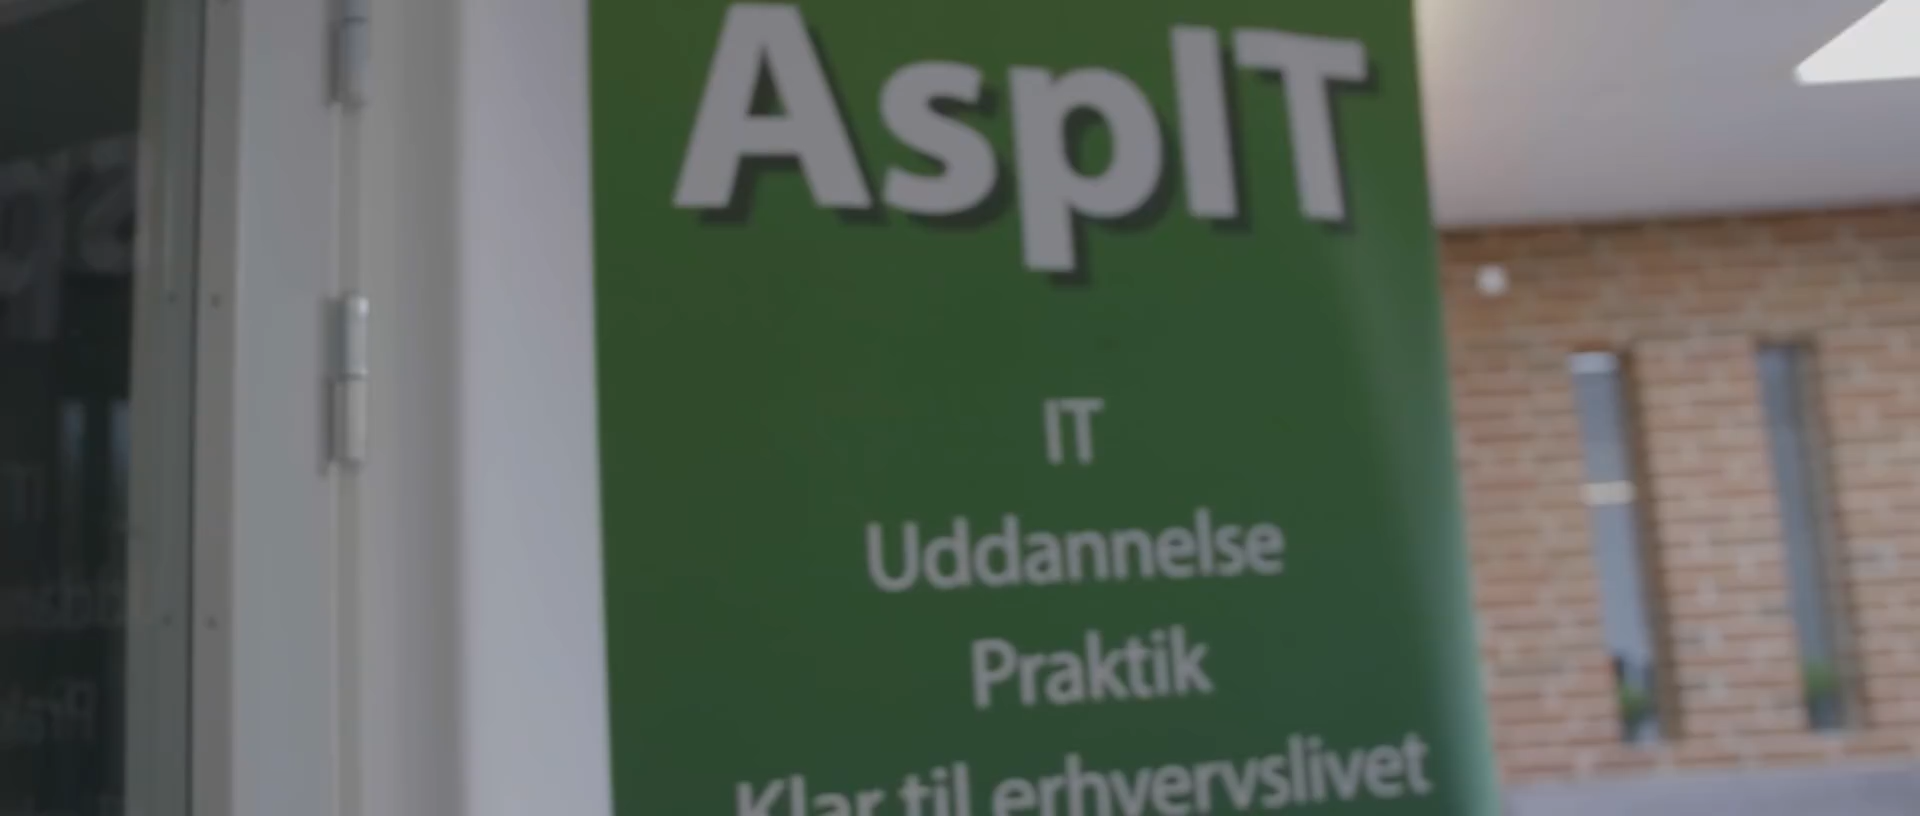 AspIT
IT
Uddannelse
Praktik
Klar til erhvervslivet